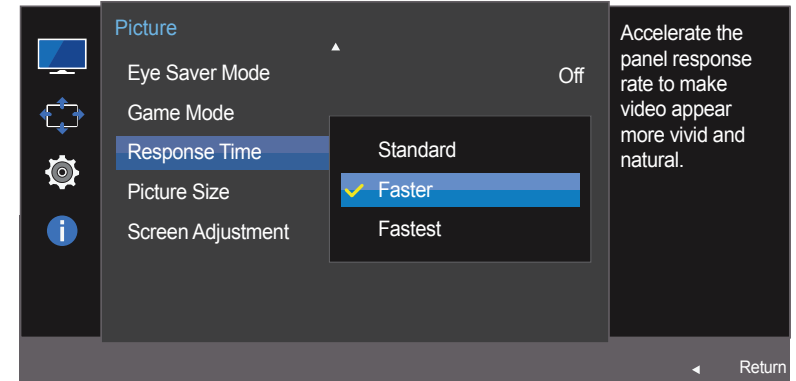 Picture
Eye Saver Mode Off
Game Mode
Response Time
Picture Size
Screen Adjustment
Standard
Faster
Fastest
Accelerate the
panel response
rate to make
video appear
more vivid and
natural.
Return